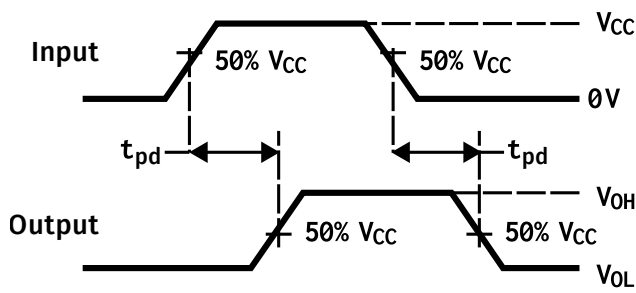 VCC
Input
50% VCC
50% VCC
0V
tpd
tpd
VOH
Output
50% VCC
50% VCC
VOL